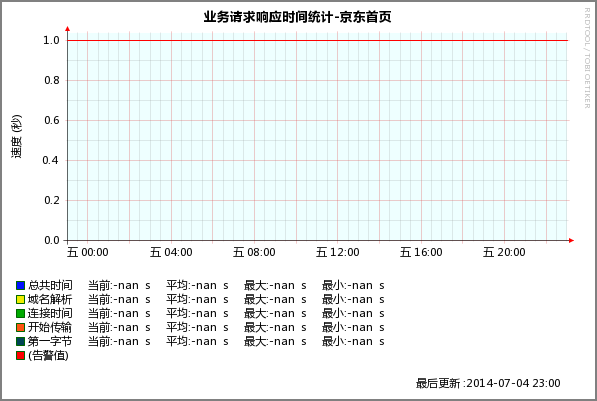 业务请求响应时间统计-京东首页
RRDTOOL / TOBI OETIKER
速度 (秒)
1.0
0.8
0.6
0.4
0.2
0.0
五 00:00 五 04:00 五 08:00 五 12:00 五 16:00 五 20:00
总共时间 当前:-nan s 平均:-nan s 最大:-nan s 最小:-nan s
域名解析 当前:-nan s 平均:-nan s 最大:-nan s 最小:-nan s
连接时间 当前:-nan s 平均:-nan s 最大:-nan s 最小:-nan s
开始传输 当前:-nan s 平均:-nan s 最大:-nan s 最小:-nan s
第一字节 当前:-nan s 平均:-nan s 最大:-nan s 最小:-nan s
(告警值)
最后更新 :2014-07-04 23:00